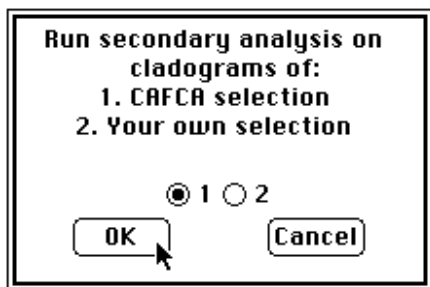 Run secondary analysis on
cladograms of:
1. CAFCA selection
2. Your own selection
1 2
OK Cancel